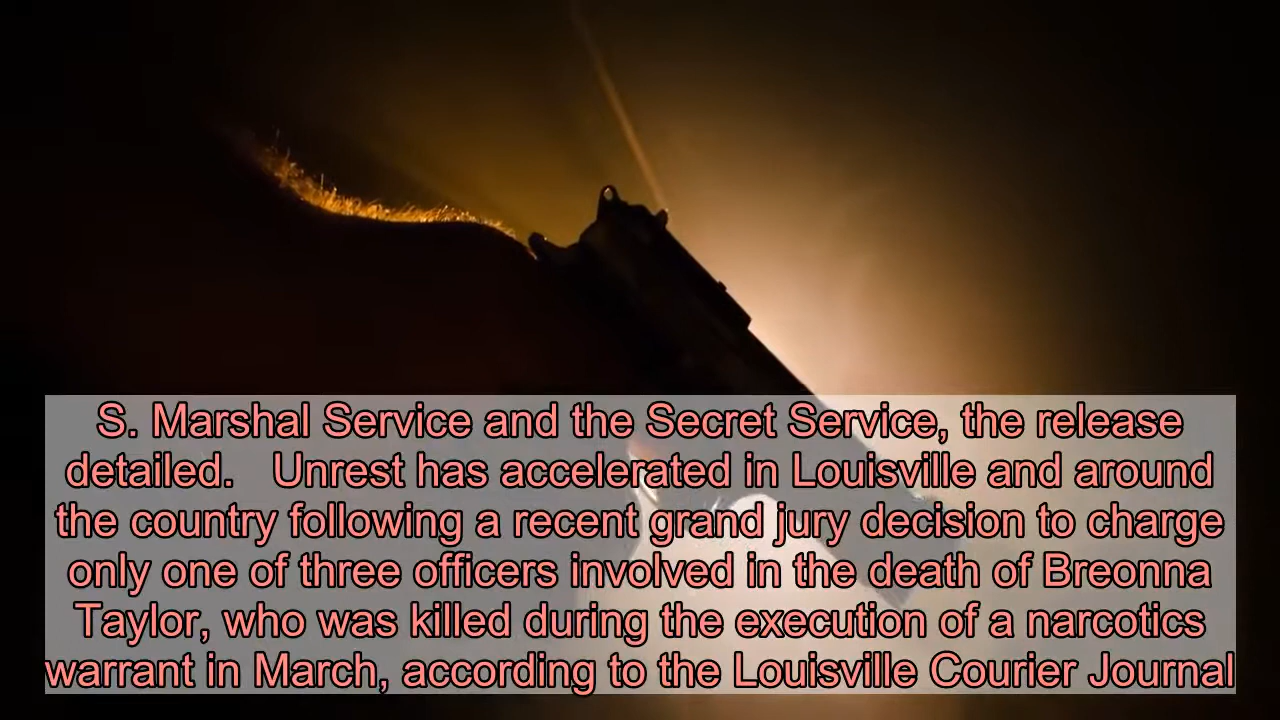 S. Marshal Service and the Secret Service, the release
detailed.   Unrest has accelerated in Louisville and around
the country following a recent grand jury decision to charge
only one of three officers involved in the death of Breonna
Taylor, who was killed during the execution of a narcotics
warrant in March, according to the Louisville Courier Journal